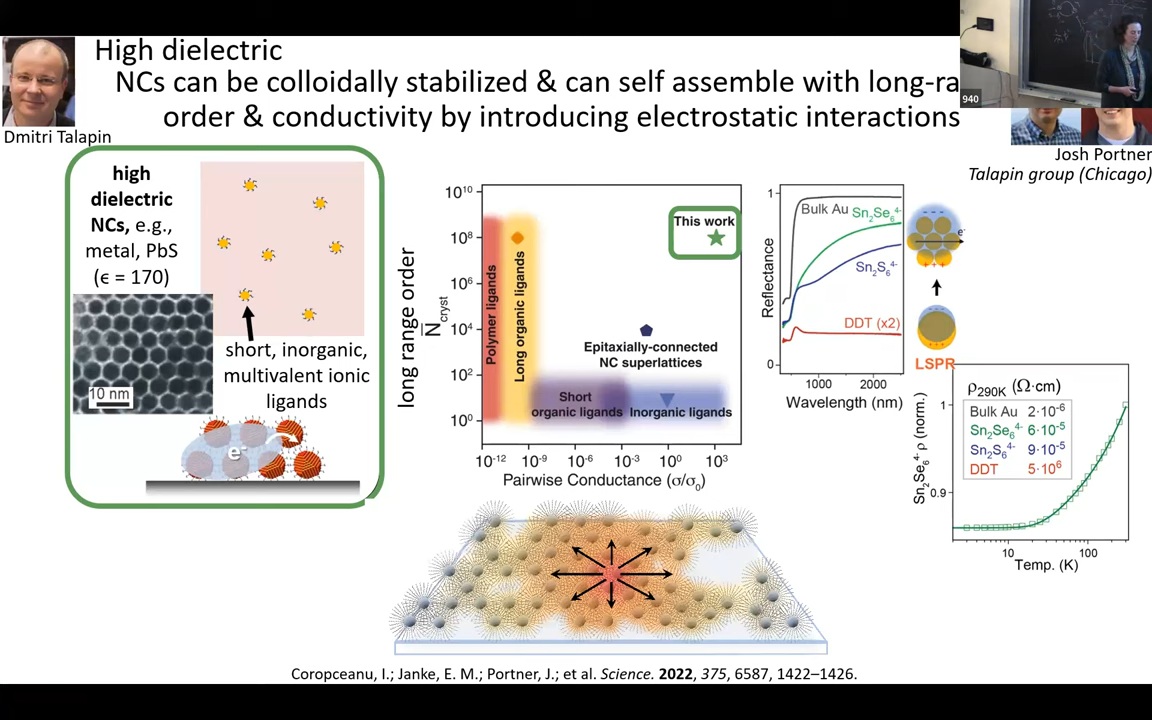 High dielectric
NCs can be colloidally stabilized & can self assemble with long-ra
order & conductivity by introducing electrostatic interactions
940
Dmitri Talapin
Josh Portner
Talapin group (Chicago)
high
dielectric
NCs, e.g.,
metal, PbS
(ϵ = 170)
10 nm
short, inorganic,
multivalent ionic
ligands
e⁻
long range order
N̅cryst
10¹⁰
10⁸
10⁶
10⁴
10²
10⁰
Polymer ligands
Long organic ligands
This work
Epitaxially-connected
NC superlattices
Short
organic ligands
Inorganic ligands
10⁻¹²
10⁻⁹
10⁻⁶
10⁻³
10⁰
10³
Pairwise Conductance (σ/σ₀)
Reflectance
1
0
Bulk Au
Sn₂Se₆⁴⁻
Sn₂S₆⁴⁻
DDT (x2)
1000
2000
Wavelength (nm)
e⁻
LSPR
Sn₂Se₆⁴⁻ ρ (norm.)
1
0.9
ρ290K (Ω·cm)
Bulk Au 2·10⁻⁶
Sn₂Se₆⁴⁻ 6·10⁻⁵
Sn₂S₆⁴⁻ 9·10⁻⁵
DDT 5·10⁶
10
100
Temp. (K)
Coropceanu, I.; Janke, E. M.; Portner, J.; et al. Science. 2022, 375, 6587, 1422–1426.